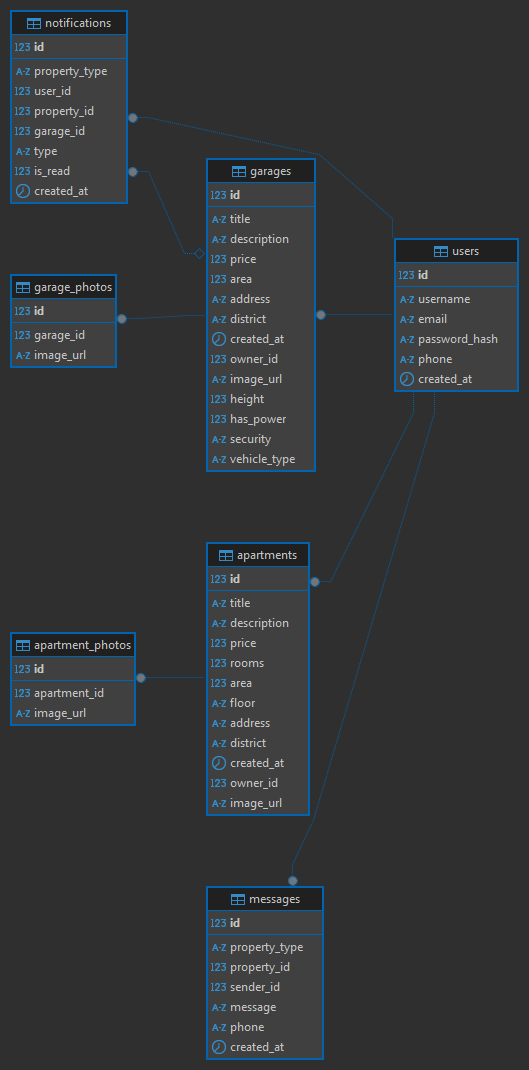 notifications
123 id
A-Z property_type
123 user_id
123 property_id
123 garage_id
A-Z type
123 is_read
created_at
garages
123 id
A-Z title
A-Z description
123 price
123 area
A-Z address
A-Z district
created_at
123 owner_id
A-Z image_url
123 height
123 has_power
A-Z security
A-Z vehicle_type
users
123 id
A-Z username
A-Z email
A-Z password_hash
A-Z phone
created_at
garage_photos
123 id
123 garage_id
A-Z image_url
apartments
123 id
A-Z title
A-Z description
123 price
123 rooms
123 area
A-Z floor
A-Z address
A-Z district
created_at
123 owner_id
A-Z image_url
apartment_photos
123 id
123 apartment_id
A-Z image_url
messages
123 id
A-Z property_type
123 property_id
123 sender_id
A-Z message
A-Z phone
created_at